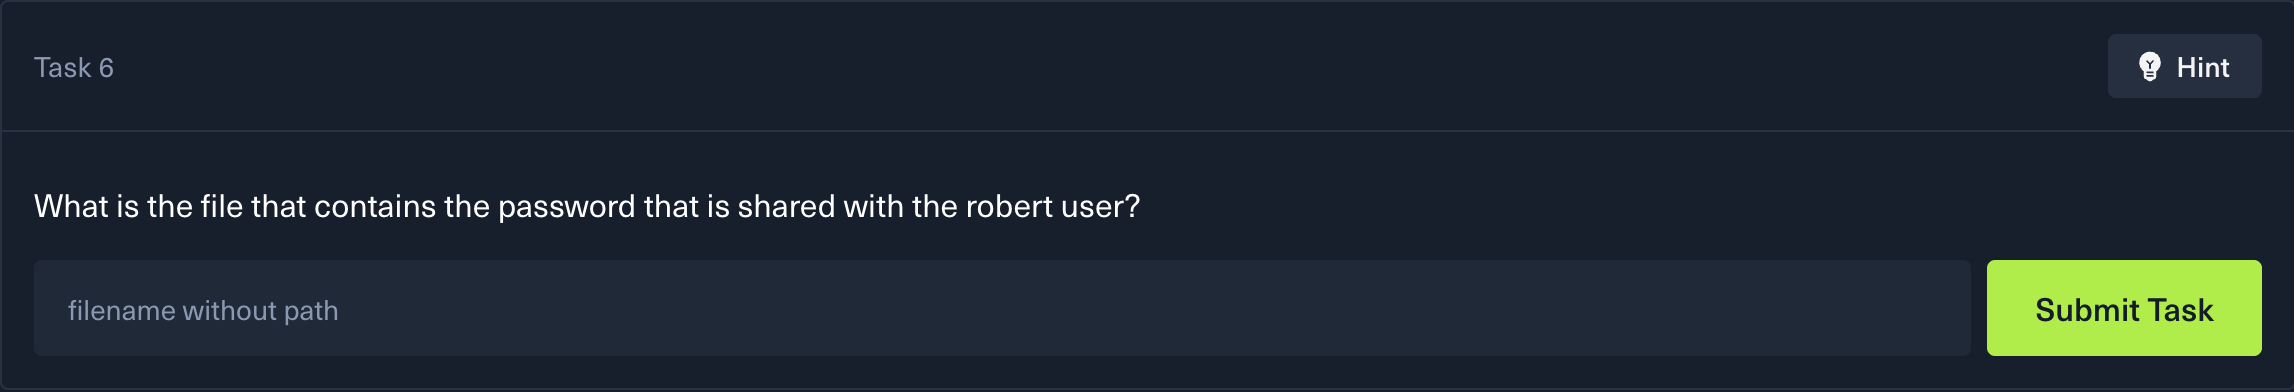 Task 6
Hint
What is the file that contains the password that is shared with the robert user?
filename without path
Submit Task